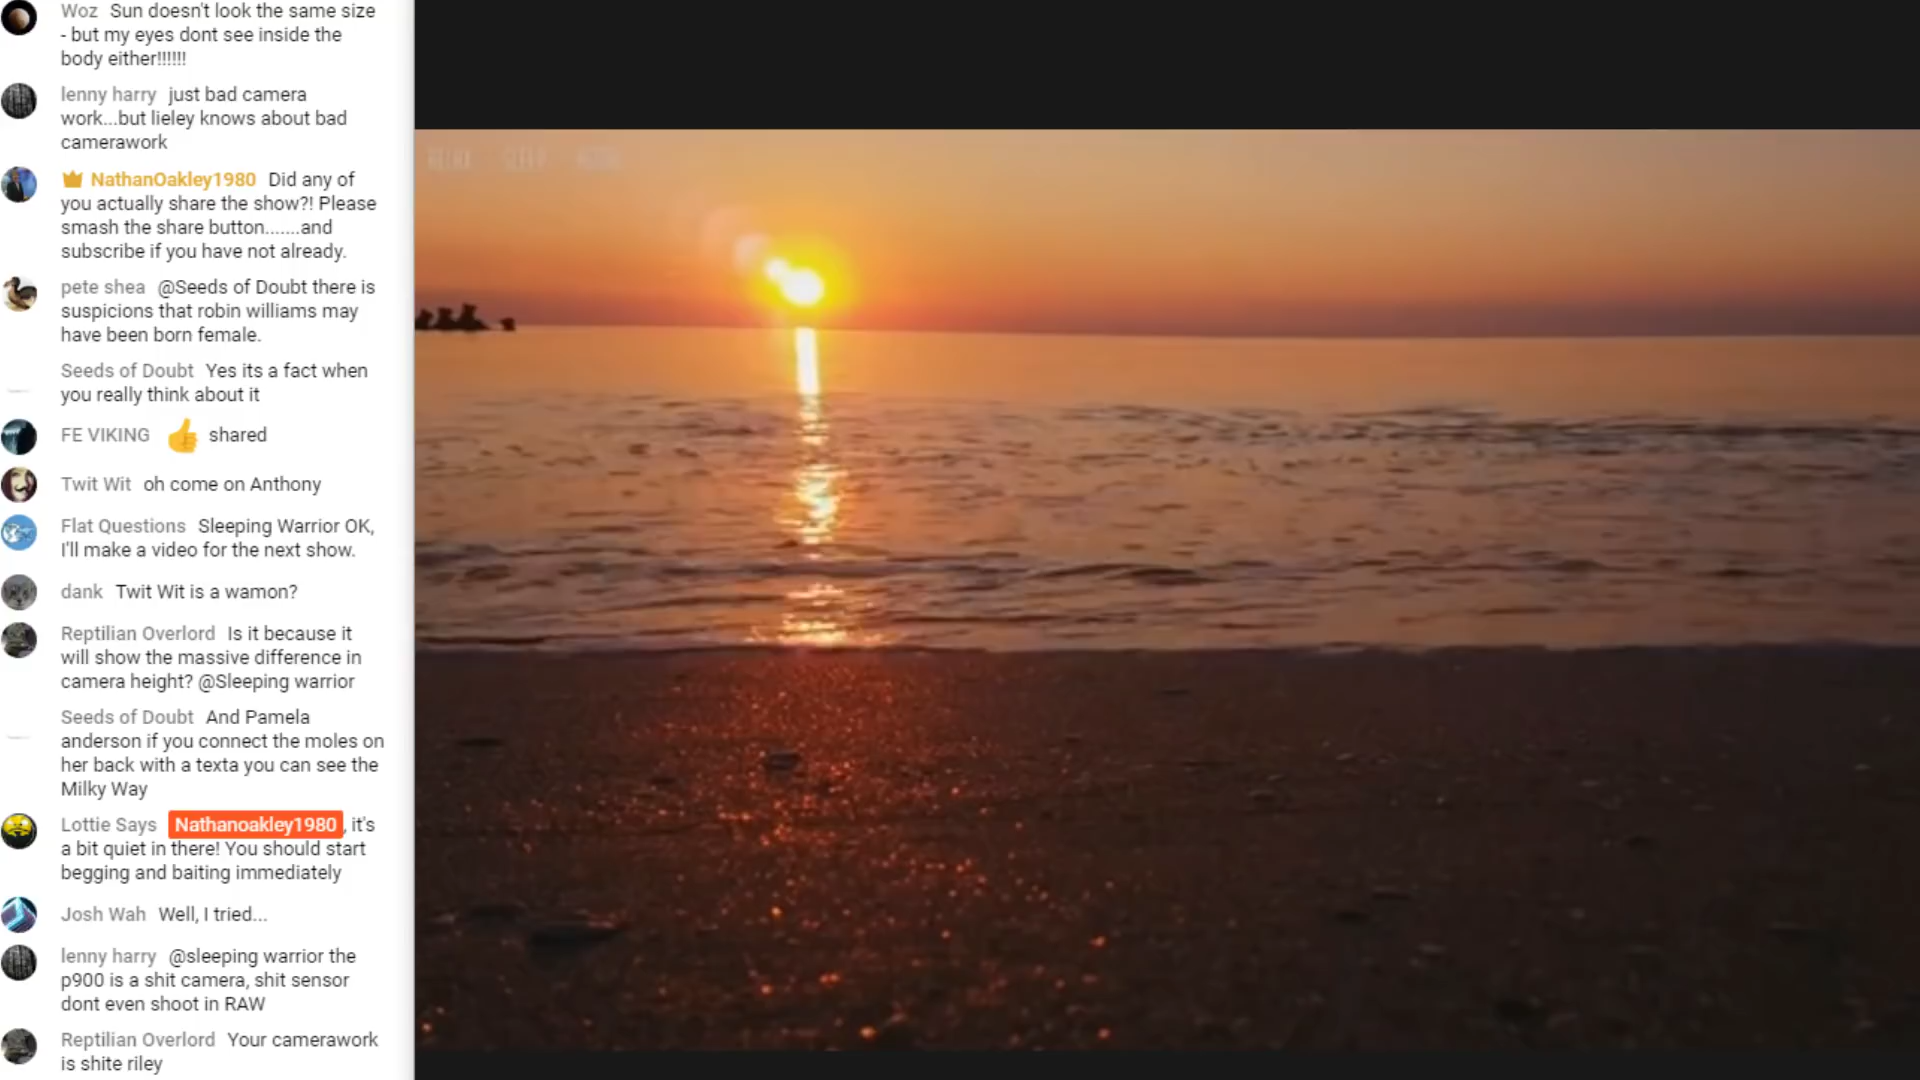 Woz Sun doesn't look the same size
- but my eyes dont see inside the
body either!!!!!!
lenny harry just bad camera
work...but lieley knows about bad
camerawork
NathanOakley1980 Did any of
you actually share the show?! Please
smash the share button.......and
subscribe if you have not already.
pete shea @Seeds of Doubt there is
suspicions that robin williams may
have been born female.
Seeds of Doubt Yes its a fact when
you really think about it
FE VIKING 👍 shared
Twit Wit oh come on Anthony
Flat Questions Sleeping Warrior OK,
I'll make a video for the next show.
dank Twit Wit is a wamon?
Reptilian Overlord Is it because it
will show the massive difference in
camera height? @Sleeping warrior
Seeds of Doubt And Pamela
anderson if you connect the moles on
her back with a texta you can see the
Milky Way
Lottie Says Nathanoakley1980, it's
a bit quiet in there! You should start
begging and baiting immediately
Josh Wah Well, I tried...
lenny harry @sleeping warrior the
p900 is a shit camera, shit sensor
dont even shoot in RAW
Reptilian Overlord Your camerawork
is shite riley